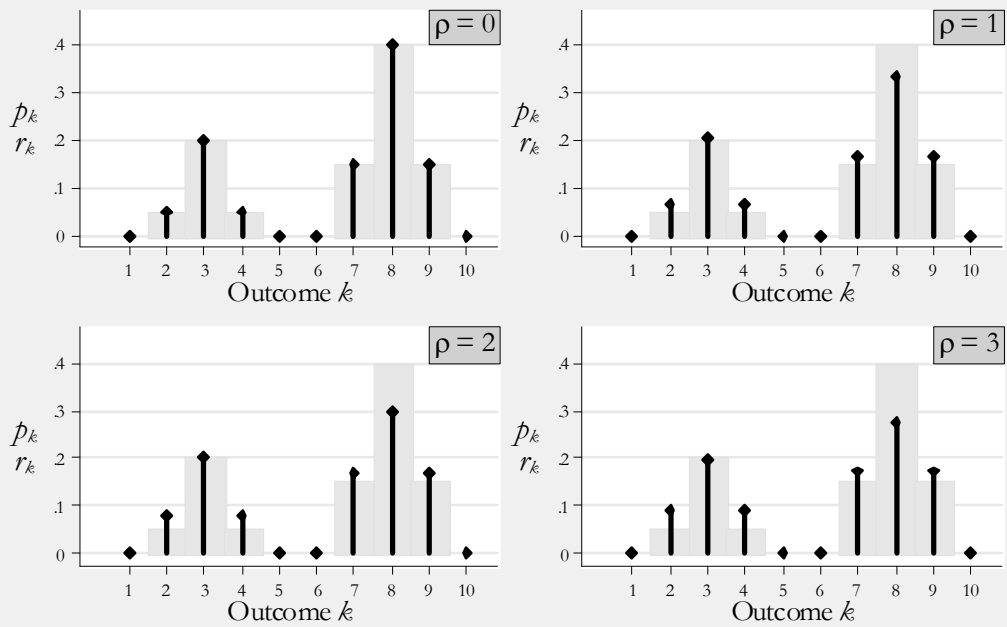 ρ = 0
.4
.3
p_k
.2
r_k
.1
0
1 2 3 4 5 6 7 8 9 10
Outcome k
ρ = 1
.4
.3
p_k
.2
r_k
.1
0
1 2 3 4 5 6 7 8 9 10
Outcome k
ρ = 2
.4
.3
p_k
.2
r_k
.1
0
1 2 3 4 5 6 7 8 9 10
Outcome k
ρ = 3
.4
.3
p_k
.2
r_k
.1
0
1 2 3 4 5 6 7 8 9 10
Outcome k